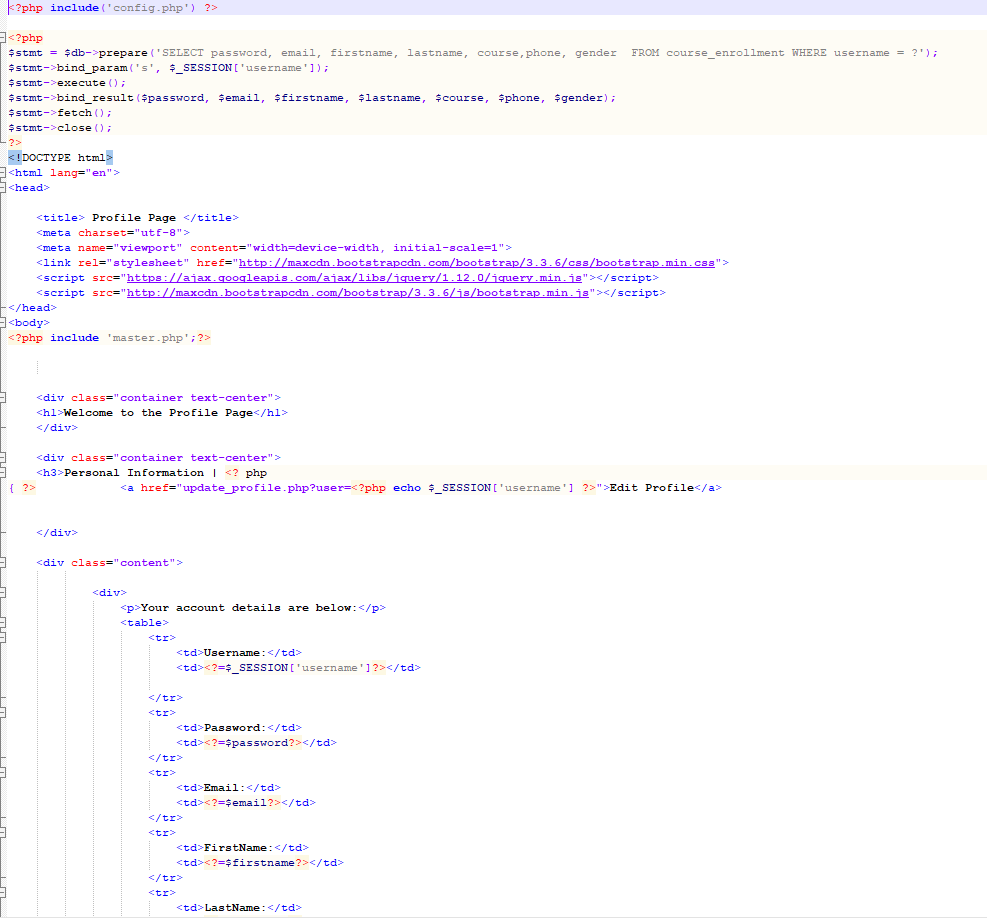 <?php include('config.php') ?>
<?php
$stmt = $db->prepare('SELECT password, email, firstname, lastname, course,phone, gender  FROM course_enrollment WHERE username = ?');
$stmt->bind_param('s', $_SESSION['username']);
$stmt->execute();
$stmt->bind_result($password, $email, $firstname, $lastname, $course, $phone, $gender);
$stmt->fetch();
$stmt->close();
?>
<!DOCTYPE html>
<html lang="en">
<head>
<title> Profile Page </title>
<meta charset="utf-8">
<meta name="viewport" content="width=device-width, initial-scale=1">
<link rel="stylesheet" href="http://maxcdn.bootstrapcdn.com/bootstrap/3.3.6/css/bootstrap.min.css">
<script src="https://ajax.googleapis.com/ajax/libs/jquery/1.12.0/jquery.min.js"></script>
<script src="http://maxcdn.bootstrapcdn.com/bootstrap/3.3.6/js/bootstrap.min.js"></script>
</head>
<body>
<?php include 'master.php';?>
<div class="container text-center">
<h1>Welcome to the Profile Page</h1>
</div>
<div class="container text-center">
<h3>Personal Information | <? php
{ ?>            <a href="update_profile.php?user=<?php echo $_SESSION['username'] ?>">Edit Profile</a>
</div>
<div class="content">
<div>
<p>Your account details are below:</p>
<table>
<tr>
<td>Username:</td>
<td><?=$_SESSION['username']?></td>
</tr>
<tr>
<td>Password:</td>
<td><?=$password?></td>
</tr>
<tr>
<td>Email:</td>
<td><?=$email?></td>
</tr>
<tr>
<td>FirstName:</td>
<td><?=$firstname?></td>
</tr>
<tr>
<td>LastName:</td>